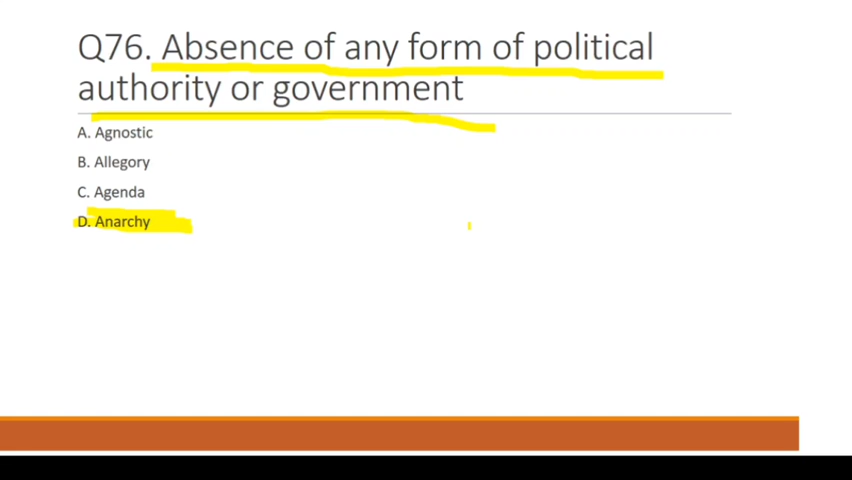 Q76. Absence of any form of political
authority or government
A. Agnostic
B. Allegory
C. Agenda
D. Anarchy